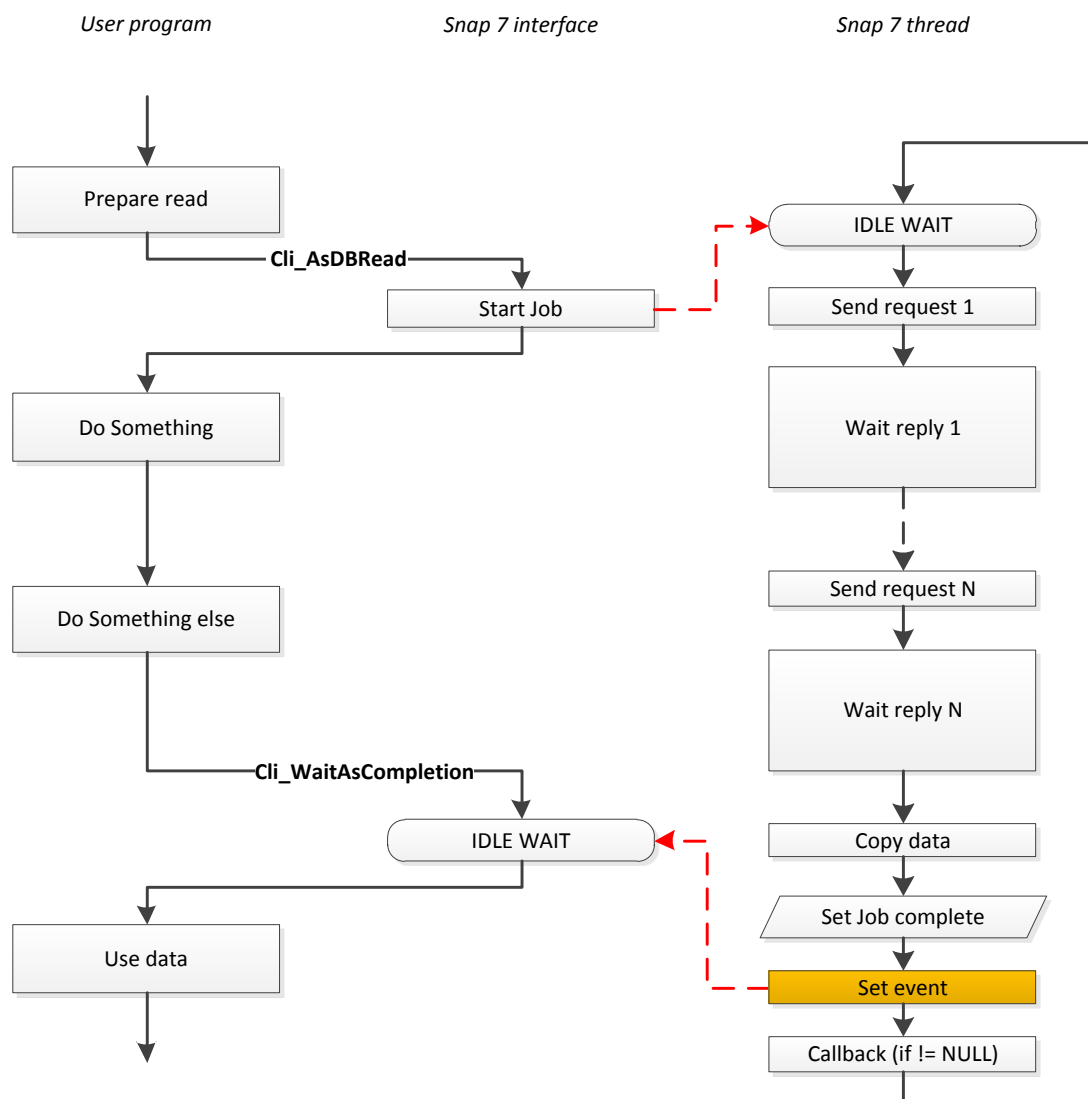 User program
Snap 7 interface
Snap 7 thread
Prepare read
IDLE WAIT
Cli_AsDBRead
Start Job
Send request 1
Do Something
Wait reply 1
Send request N
Do Something else
Wait reply N
Cli_WaitAsCompletion
IDLE WAIT
Copy data
Set Job complete
Use data
Set event
Callback (if != NULL)